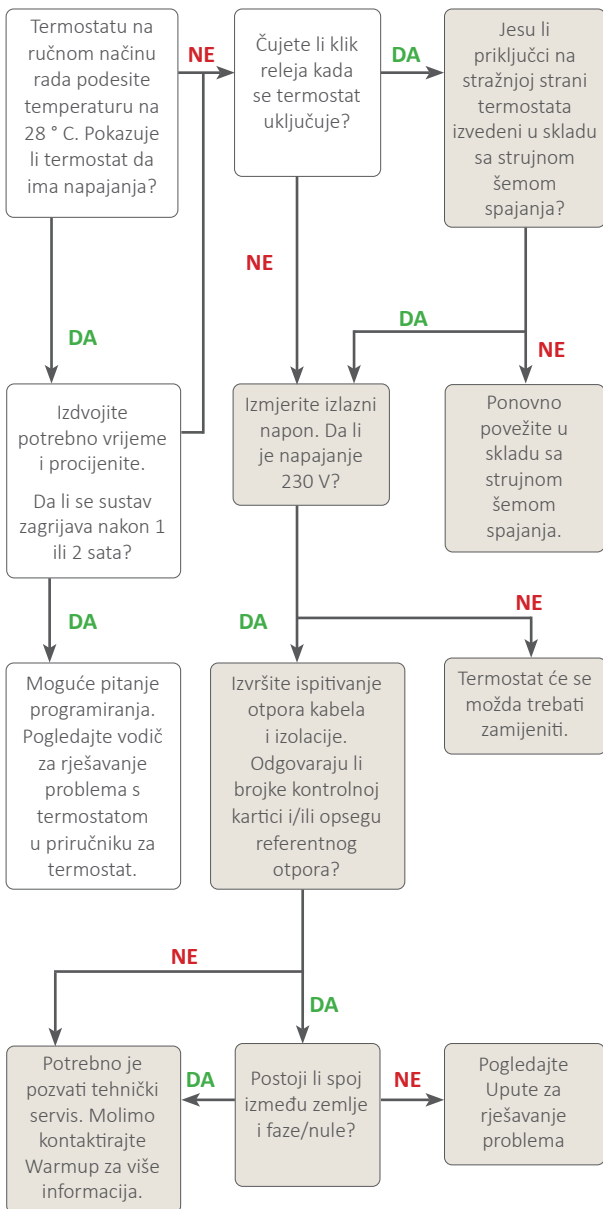 Termostatu na
ručnom načinu
rada podesite
temperaturu na
28 ° C. Pokazuje
li termostat da
ima napajanja?
NE
Čujete li klik
releja kada
se termostat
uključuje?
DA
Jesu li
priključci na
stražnjoj strani
termostata
izvedeni u skladu
sa strujnom
šemom
spajanja?
DA
NE
DA
NE
Izdvojite
potrebno vrijeme
i procijenite.
Da li se sustav
zagrijava nakon 1
ili 2 sata?
Izmjerite izlazni
napon. Da li
je napajanje
230 V?
Ponovno
povežite u
skladu sa
strujnom
šemom
spajanja.
DA
DA
NE
Moguće pitanje
programiranja.
Pogledajte vodič
za rješavanje
problema s
termostatom
u priručniku za
termostat.
Izvršite ispitivanje
otpora kabela
i izolacije.
Odgovaraju li
brojke kontrolnoj
kartici i/ili opsegu
referentnog
otpora?
Termostat će se
možda trebati
zamijeniti.
NE
DA
Potrebno je
pozvati tehnički
servis. Molimo
kontaktirajte
Warmup za više
informacija.
DA
Postoji li spoj
između zemlje
i faze/nule?
NE
Pogledajte
Upute za
rješavanje
problema